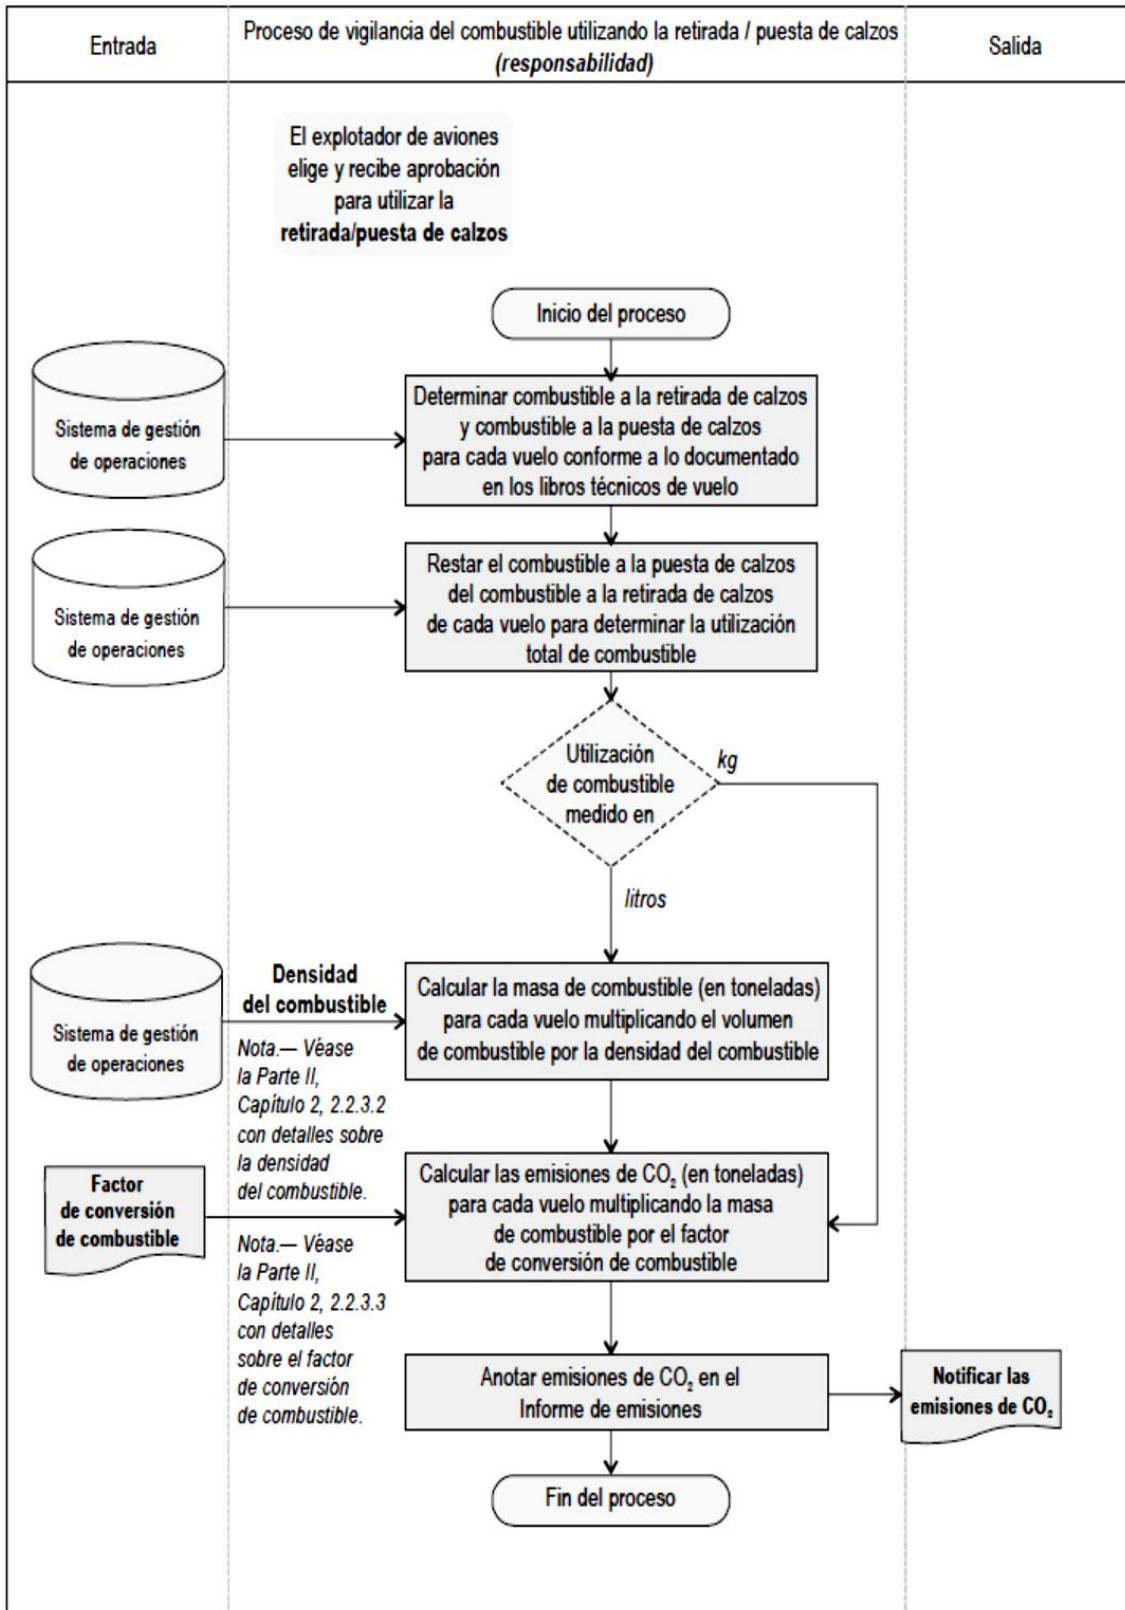 Entrada
Proceso de vigilancia del combustible utilizando la retirada / puesta de calzos
(responsabilidad)
Salida
El explotador de aviones
elige y recibe aprobación
para utilizar la
retirada/puesta de calzos
Inicio del proceso
Sistema de gestión
de operaciones
Determinar combustible a la retirada de calzos
y combustible a la puesta de calzos
para cada vuelo conforme a lo documentado
en los libros técnicos de vuelo
Sistema de gestión
de operaciones
Restar el combustible a la puesta de calzos
del combustible a la retirada de calzos
de cada vuelo para determinar la utilización
total de combustible
Utilización
de combustible
medido en
kg
litros
Sistema de gestión
de operaciones
Densidad
del combustible
Nota.— Véase
la Parte II,
Capítulo 2, 2.2.3.2
con detalles sobre
la densidad
del combustible.
Calcular la masa de combustible (en toneladas)
para cada vuelo multiplicando el volumen
de combustible por la densidad del combustible
Factor
de conversión
de combustible
Nota.— Véase
la Parte II,
Capítulo 2, 2.2.3.3
con detalles
sobre el factor
de conversión
de combustible.
Calcular las emisiones de CO₂ (en toneladas)
para cada vuelo multiplicando la masa
de combustible por el factor
de conversión de combustible
Anotar emisiones de CO₂ en el
Informe de emisiones
Notificar las
emisiones de CO₂
Fin del proceso